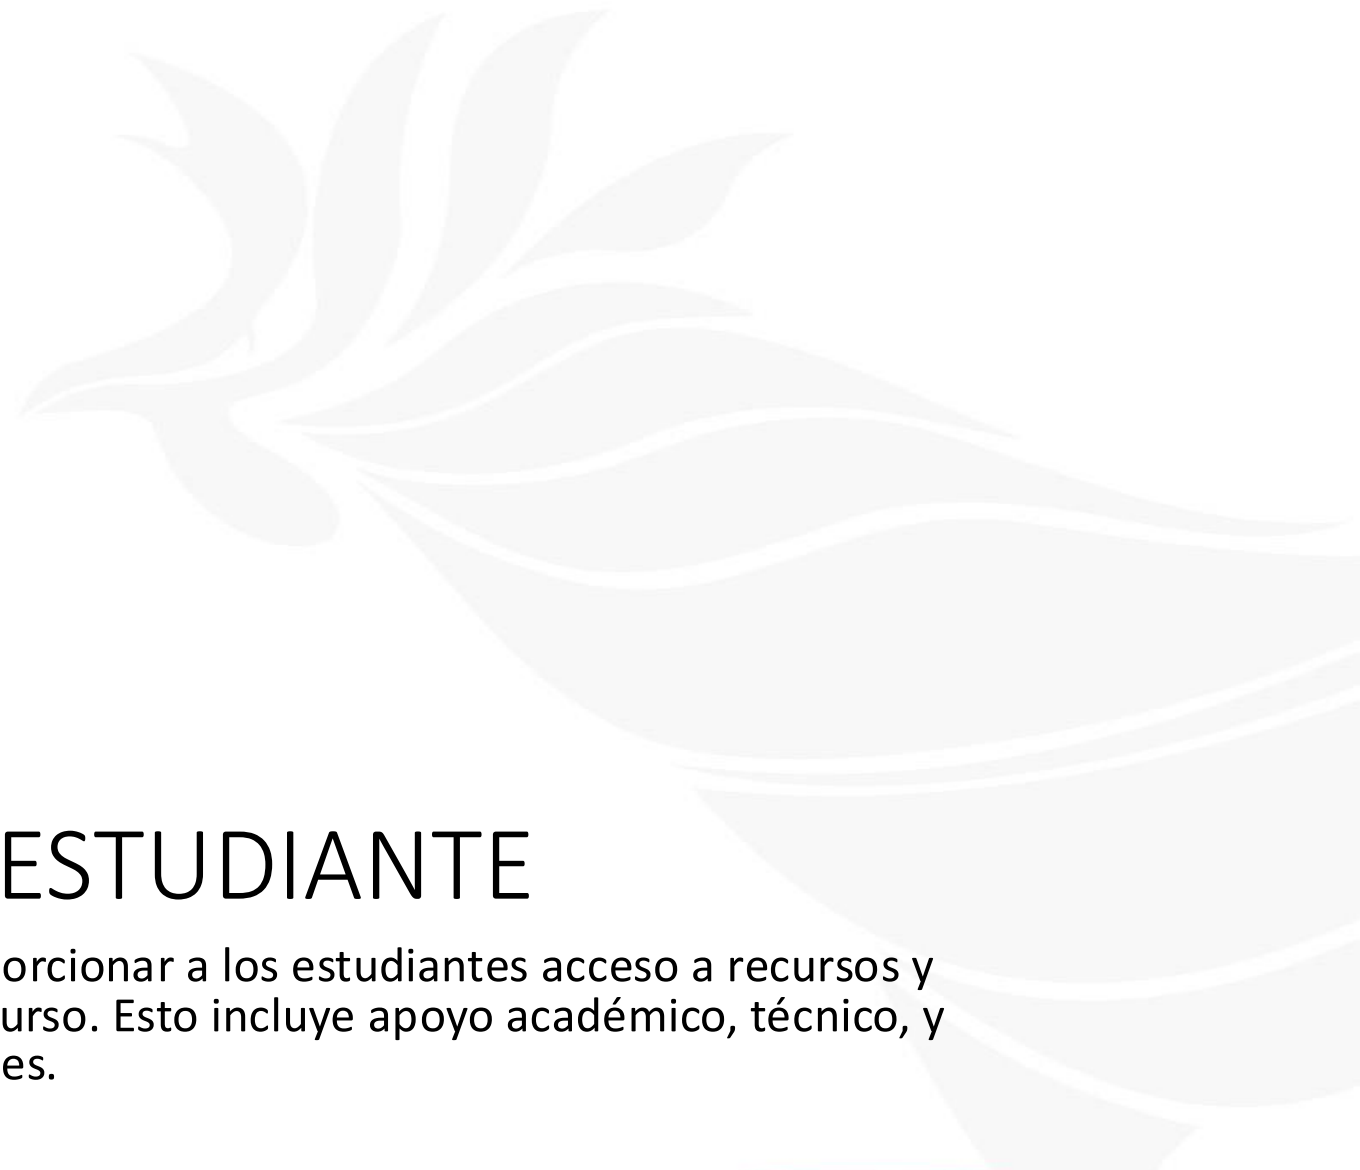 ESTUDIANTE
orcionar a los estudiantes acceso a recursos y
urso. Esto incluye apoyo académico, técnico, y
es.